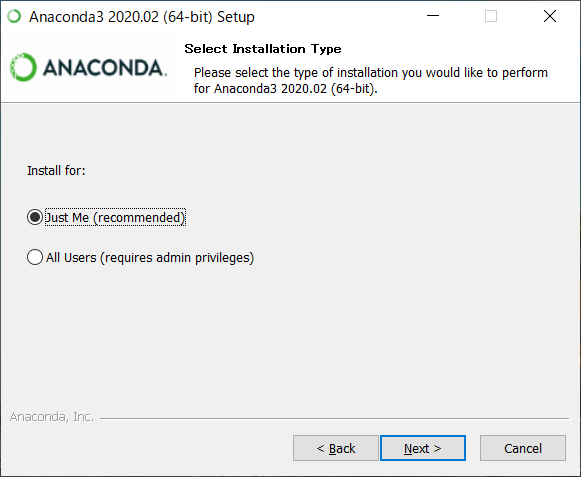 Anaconda3 2020.02 (64-bit) Setup
ANACONDA.
Select Installation Type
Please select the type of installation you would like to perform
for Anaconda3 2020.02 (64-bit).
Install for:
Just Me (recommended)
All Users (requires admin privileges)
Anaconda, Inc.
< Back
Next >
Cancel